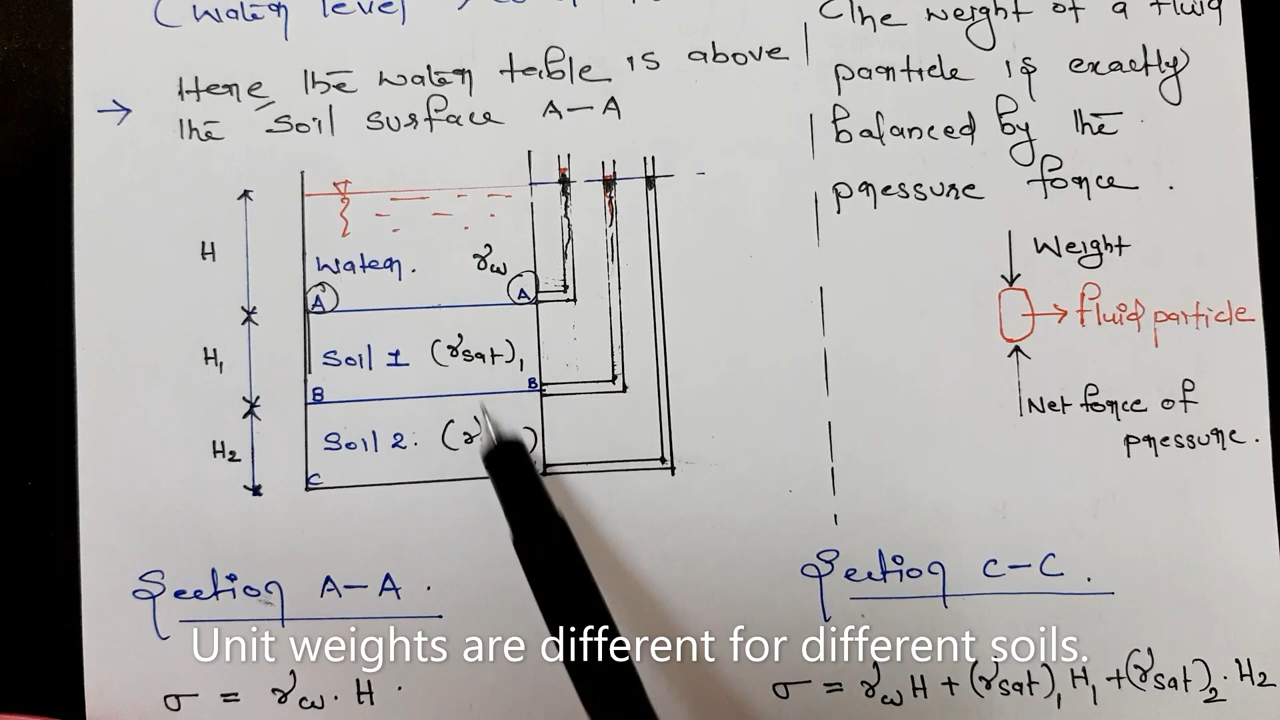 (Water level
Here the water table is above
→ the soil surface A-A
H
Water. γw
A A
H1
Soil 1 (γsat)1
B B
H2
Soil 2. (γ )
C
Section A-A.
σ = γw. H.
(The weight of a fluid
particle is exactly
balanced by the
pressure force.
Weight
fluid particle
Net force of
pressure.
Section C-C.
σ = γw H + (γsat)1 H1 + (γsat)2. H2
Unit weights are different for different soils.